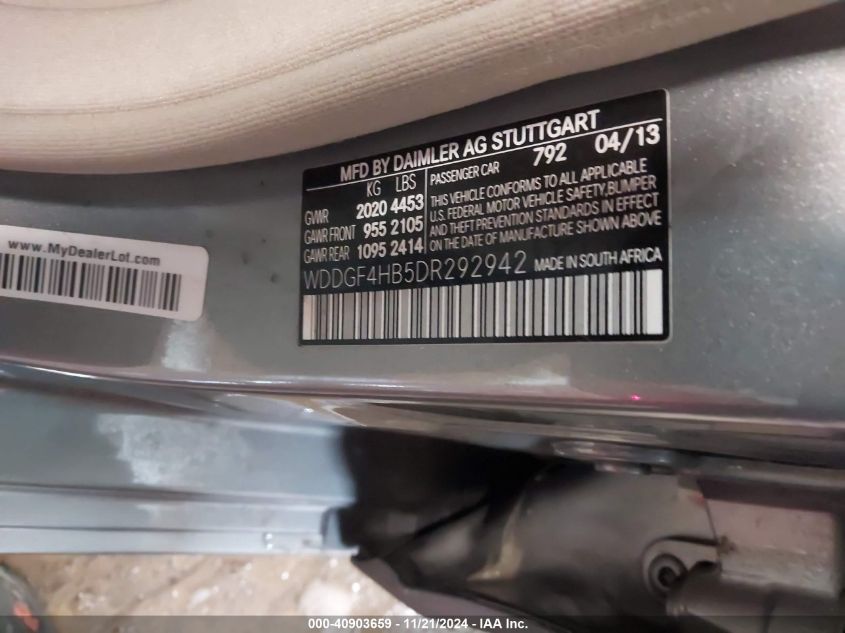 MFD BY DAIMLER AG STUTTGART
KG LBS
GVWR 2020 4453
GAWR FRONT 955 2105
GAWR REAR 1095 2414
PASSENGER CAR 792 04/13
THIS VEHICLE CONFORMS TO ALL APPLICABLE
U.S. FEDERAL MOTOR VEHICLE SAFETY, BUMPER
AND THEFT PREVENTION STANDARDS IN EFFECT
ON THE DATE OF MANUFACTURE SHOWN ABOVE
WDDGF4HB5DR292942 MADE IN SOUTH AFRICA
www.MyDealerLot.com
000-40903659 - 11/21/2024 - IAA Inc.